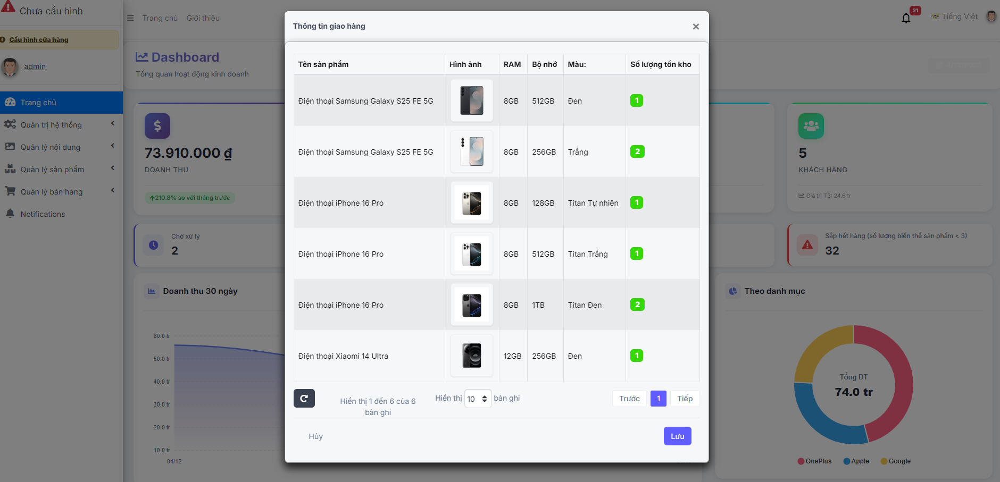 Chưa cấu hình
Cấu hình cửa hàng
admin
Trang chủ
Quản trị hệ thống
Quản lý nội dung
Quản lý sản phẩm
Quản lý bán hàng
Notifications
Trang chủ Giới thiệu
21
Tiếng Việt
Dashboard
Tổng quan hoạt động kinh doanh
$
73.910.000 ₫
DOANH THU
210.8% so với tháng trước
5
KHÁCH HÀNG
Giá trị TB: 24.6 tr
Chờ xử lý
2
Sắp hết hàng (số lượng biến thể sản phẩm < 3)
32
Doanh thu 30 ngày
60.0 tr
50.0 tr
40.0 tr
30.0 tr
20.0 tr
10.0 tr
04/12
Theo danh mục
Tổng DT
74.0 tr
OnePlus Apple Google
Thông tin giao hàng ×
Tên sản phẩm Hình ảnh RAM Bộ nhớ Màu: Số lượng tồn kho
Điện thoại Samsung Galaxy S25 FE 5G 8GB 512GB Đen 1
Điện thoại Samsung Galaxy S25 FE 5G 8GB 256GB Trắng 2
Điện thoại iPhone 16 Pro 8GB 128GB Titan Tự nhiên 1
Điện thoại iPhone 16 Pro 8GB 512GB Titan Trắng 1
Điện thoại iPhone 16 Pro 8GB 1TB Titan Đen 2
Điện thoại Xiaomi 14 Ultra 12GB 256GB Đen 1
Hiển thị 1 đến 6 của 6
bản ghi
Hiển thị 10 bản ghi
Trước 1 Tiếp
Hủy Lưu